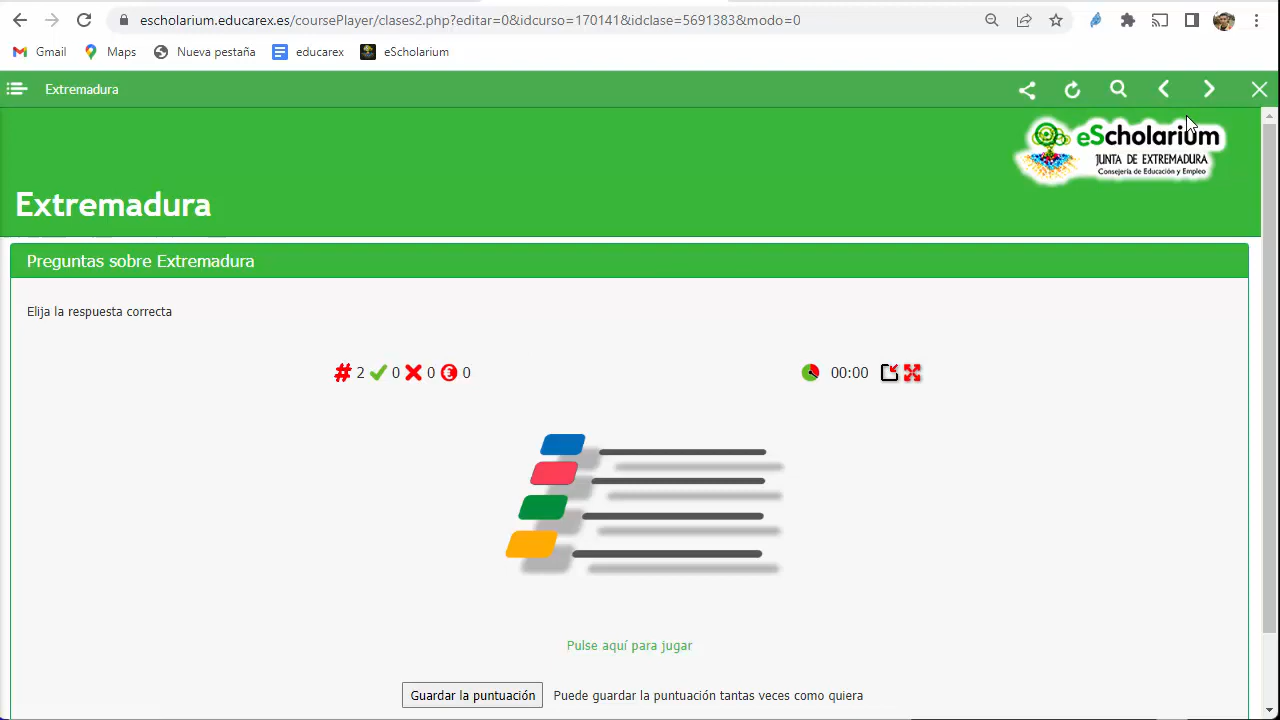 escholarium.educarex.es/coursePlayer/clases2.php?editar=0&idcurso=170141&idclase=5691383&modo=0
Gmail Maps Nueva pestaña educarex eScholarium
Extremadura
eScholarium
JUNTA DE EXTREMADURA
Consejería de Educación y Empleo
Extremadura
Preguntas sobre Extremadura
Elija la respuesta correcta
# 2 0 0 0 00:00
Pulse aquí para jugar
Guardar la puntuación Puede guardar la puntuación tantas veces como quiera